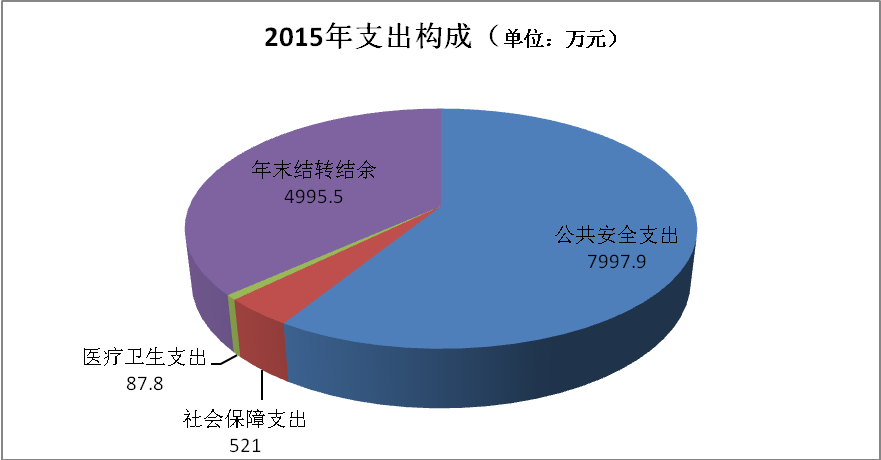 2015年支出构成（单位：万元）
年末结转结余
4995.5
公共安全支出
7997.9
医疗卫生支出
87.8
社会保障支出
521